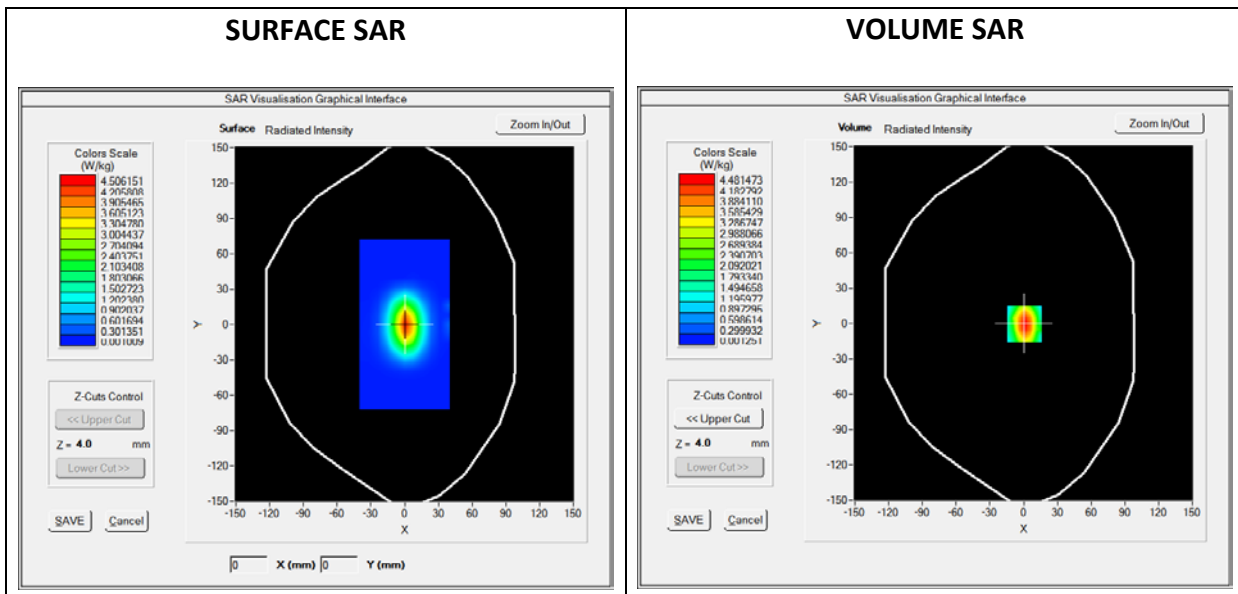 SURFACE SAR
SAR Visualisation Graphical Interface
Surface Radiated Intensity
Zoom In/Out
Colors Scale
(W/kg)
4.506151
4.205808
3.905465
3.605123
3.304780
3.004437
2.704094
2.403751
2.103408
1.803066
1.502723
1.202380
0.902037
0.601694
0.301351
0.001009
Z-Cuts Control
<< Upper Cut
Z = 4.0 mm
Lower Cut >>
SAVE Cancel
150
120
90
60
30
0
-30
-60
-90
-120
-150
Y
-150 -120 -90 -60 -30 0 30 60 90 120 150
X
0 X (mm) 0 Y (mm)
VOLUME SAR
SAR Visualisation Graphical Interface
Volume Radiated Intensity
Zoom In/Out
Colors Scale
(W/kg)
4.481473
4.182792
3.884110
3.585429
3.286747
2.988066
2.689384
2.390703
2.092021
1.793340
1.494658
1.195977
0.897295
0.598614
0.299932
0.001251
Z-Cuts Control
<< Upper Cut
Z = 4.0 mm
Lower Cut >>
SAVE Cancel
150
120
90
60
30
0
-30
-60
-90
-120
-150
Y
-150 -120 -90 -60 -30 0 30 60 90 120 150
X